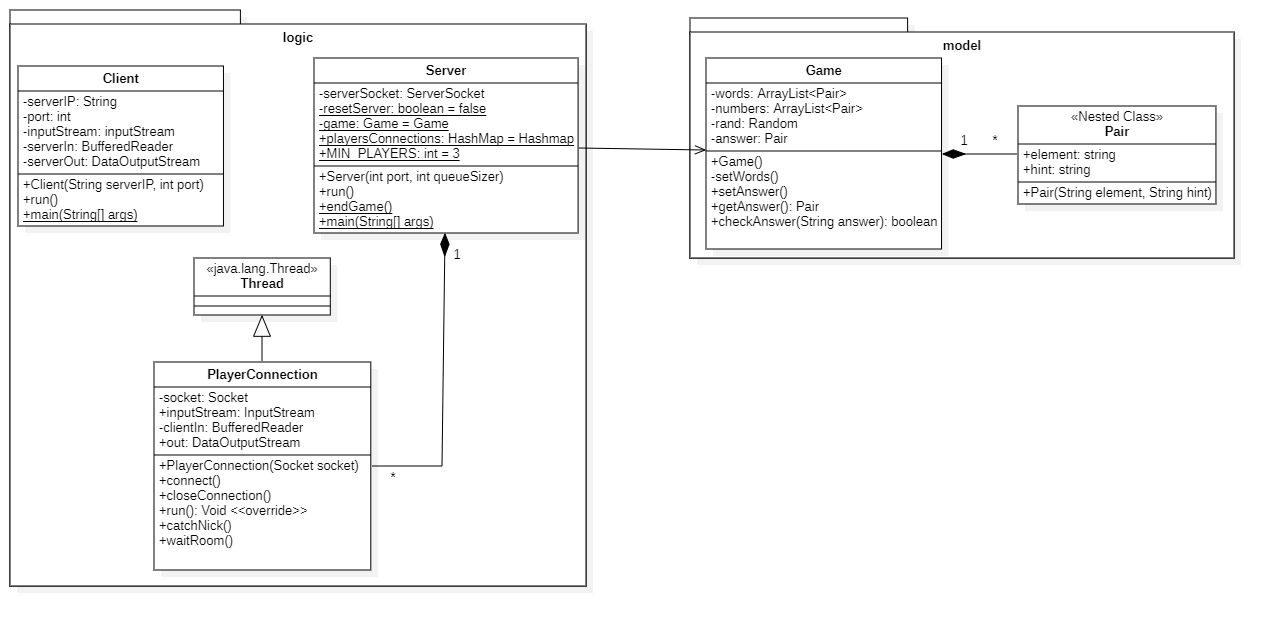 logic
Client
-serverIP: String
-port: int
-inputStream: inputStream
-serverIn: BufferedReader
-serverOut: DataOutputStream
+Client(String serverIP, int port)
+run()
+main(String[] args)
Server
-serverSocket: ServerSocket
-resetServer: boolean = false
-game: Game = Game
+playersConnections: HashMap = Hashmap
+MIN_PLAYERS: int = 3
+Server(int port, int queueSizer)
+run()
+endGame()
+main(String[] args)
1
«java.lang.Thread»
Thread
PlayerConnection
-socket: Socket
+inputStream: InputStream
-clientIn: BufferedReader
+out: DataOutputStream
+PlayerConnection(Socket socket)
+connect()
+closeConnection()
+run(): Void <<override>>
+catchNick()
+waitRoom()
*
model
Game
-words: ArrayList<Pair>
-numbers: ArrayList<Pair>
-rand: Random
-answer: Pair
+Game()
-setWords()
+setAnswer()
+getAnswer(): Pair
+checkAnswer(String answer): boolean
1 *
«Nested Class»
Pair
+element: string
+hint: string
+Pair(String element, String hint)